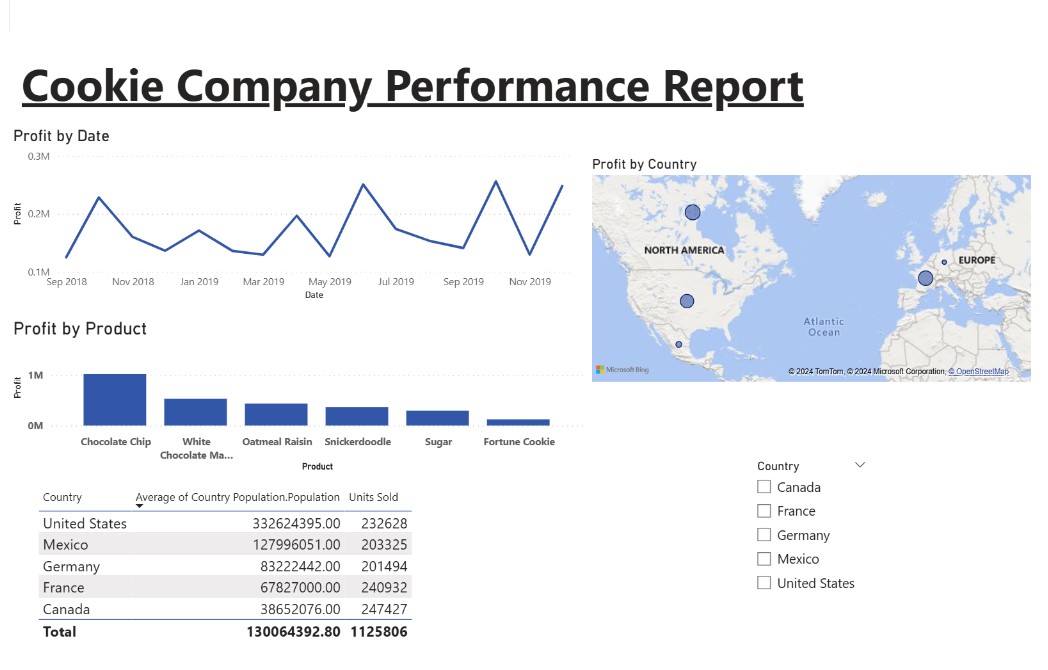 Cookie Company Performance Report
Profit by Date
0.3M
0.2M
0.1M
Profit
Sep 2018 Nov 2018 Jan 2019 Mar 2019 May 2019 Jul 2019 Sep 2019 Nov 2019
Date
Profit by Country
NORTH AMERICA
EUROPE
Atlantic
Ocean
Microsoft Bing
© 2024 TomTom, © 2024 Microsoft Corporation, © OpenStreetMap
Profit by Product
1M
0M
Profit
Chocolate Chip White Chocolate Ma... Oatmeal Raisin Snickerdoodle Sugar Fortune Cookie
Product
Country Average of Country Population.Population Units Sold
United States 332624395.00 232628
Mexico 127996051.00 203325
Germany 83222442.00 201494
France 67827000.00 240932
Canada 38652076.00 247427
Total 130064392.80 1125806
Country
Canada
France
Germany
Mexico
United States